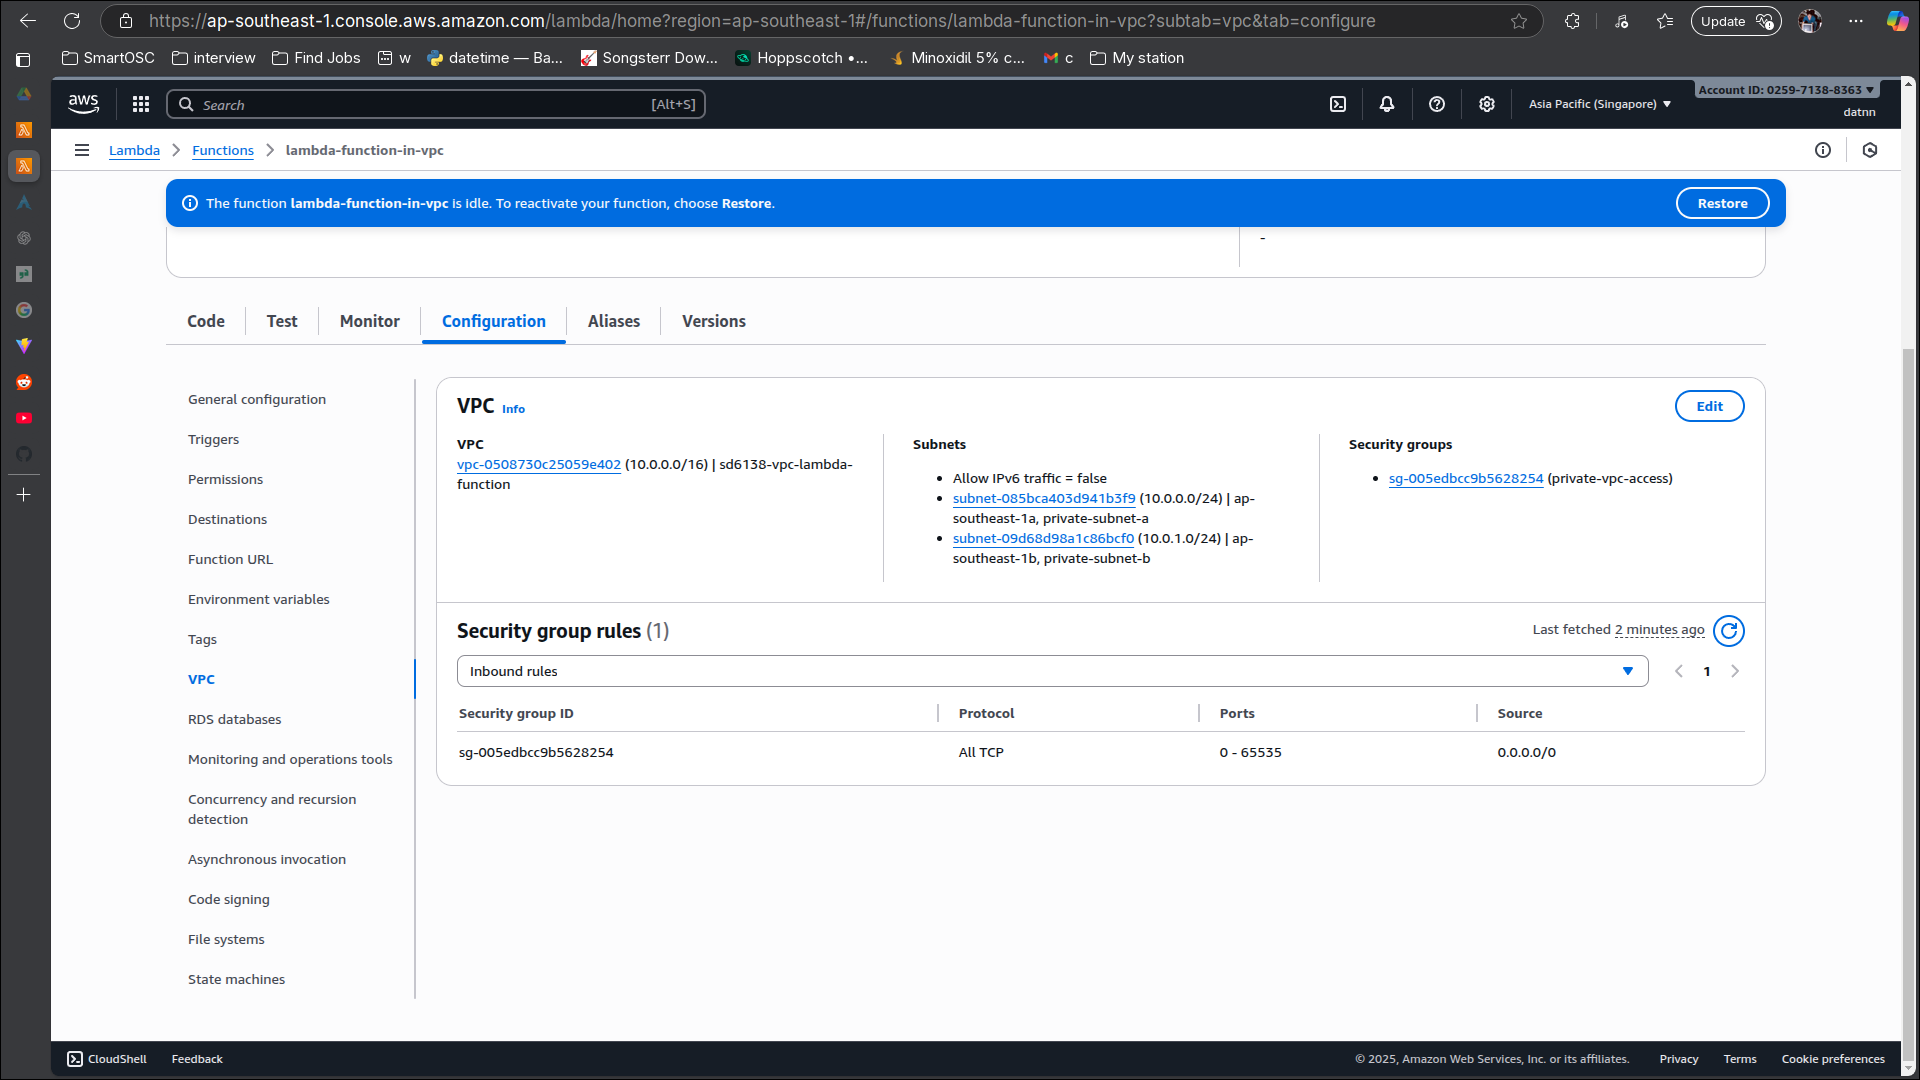 https://ap-southeast-1.console.aws.amazon.com/lambda/home?region=ap-southeast-1#/functions/lambda-function-in-vpc?subtab=vpc&tab=configure
Update
SmartOSC
interview
Find Jobs
w
datetime — Ba...
Songsterr Dow...
Hoppscotch •...
Minoxidil 5% c...
c
My station
aws
Search
[Alt+S]
Asia Pacific (Singapore)
Account ID: 0259-7138-8363
datnn
Lambda
Functions
lambda-function-in-vpc
The function lambda-function-in-vpc is idle. To reactivate your function, choose Restore.
Restore
-
Code
Test
Monitor
Configuration
Aliases
Versions
General configuration
Triggers
Permissions
Destinations
Function URL
Environment variables
Tags
VPC
RDS databases
Monitoring and operations tools
Concurrency and recursion
detection
Asynchronous invocation
Code signing
File systems
State machines
VPC Info
Edit
VPC
vpc-0508730c25059e402 (10.0.0.0/16) | sd6138-vpc-lambda-
function
Subnets
• Allow IPv6 traffic = false
• subnet-085bca403d941b3f9 (10.0.0.0/24) | ap-
southeast-1a, private-subnet-a
• subnet-09d68d98a1c86bcf0 (10.0.1.0/24) | ap-
southeast-1b, private-subnet-b
Security groups
• sg-005edbcc9b5628254 (private-vpc-access)
Security group rules (1)
Last fetched 2 minutes ago
Inbound rules
1
Security group ID
Protocol
Ports
Source
sg-005edbcc9b5628254
All TCP
0 - 65535
0.0.0.0/0
CloudShell
Feedback
© 2025, Amazon Web Services, Inc. or its affiliates.
Privacy
Terms
Cookie preferences